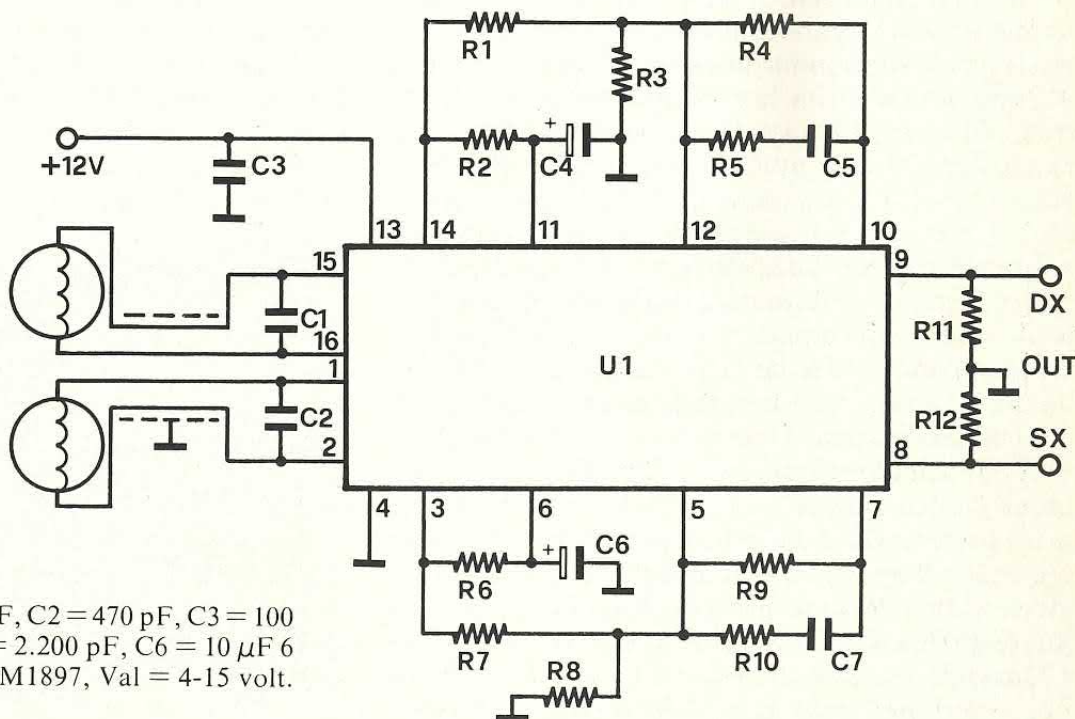 R1
R4
R3
+
R2
C4
R5
C5
+12V
C3
13
14
11
12
10
15
9
DX
C1
R11
16
U1
OUT
1
C2
R12
2
SX
8
4
3
6
5
7
+
C6
R6
R9
R7
R10
C7
R8
F, C2 = 470 pF, C3 = 100
= 2.200 pF, C6 = 10 µF 6
M1897, Val = 4-15 volt.